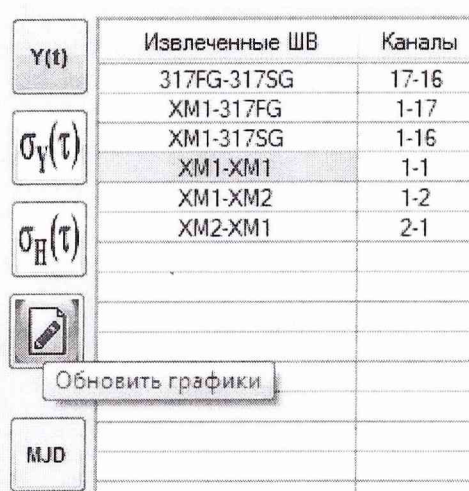 Y(t)
Извлеченные ШВ Каналы
317FG-317SG 17-16
XM1-317FG 1-17
XM1-317SG 1-16
XM1-XM1 1-1
XM1-XM2 1-2
XM2-XM1 2-1
σY(τ)
σH(τ)
Обновить графики
MJD